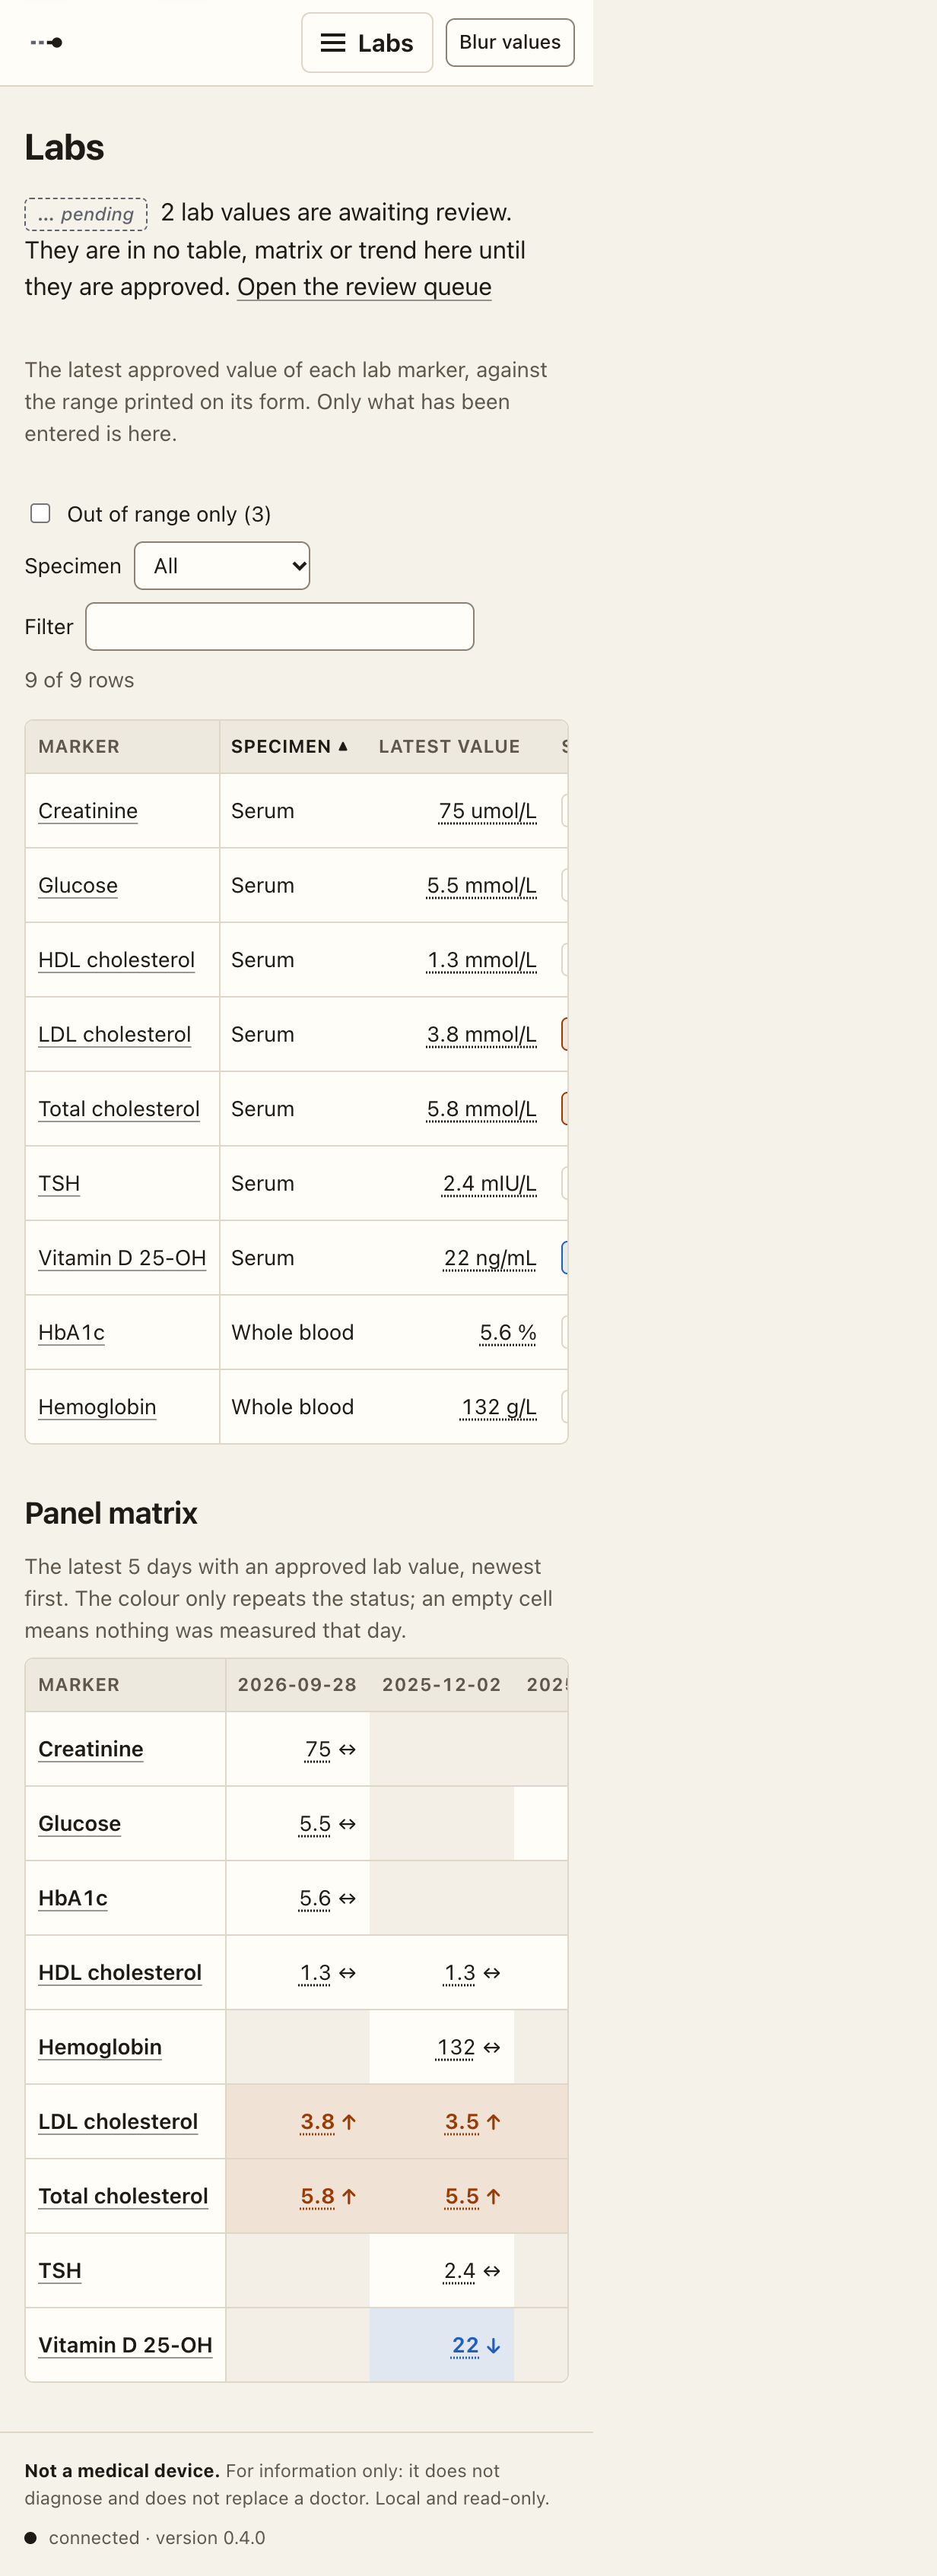 Labs
Blur values
Labs
... pending 2 lab values are awaiting review.
They are in no table, matrix or trend here until
they are approved. Open the review queue
The latest approved value of each lab marker, against
the range printed on its form. Only what has been
entered is here.
Out of range only (3)
Specimen All
Filter
9 of 9 rows
MARKER SPECIMEN ▲ LATEST VALUE
Creatinine Serum 75 umol/L
Glucose Serum 5.5 mmol/L
HDL cholesterol Serum 1.3 mmol/L
LDL cholesterol Serum 3.8 mmol/L
Total cholesterol Serum 5.8 mmol/L
TSH Serum 2.4 mIU/L
Vitamin D 25-OH Serum 22 ng/mL
HbA1c Whole blood 5.6 %
Hemoglobin Whole blood 132 g/L
Panel matrix
The latest 5 days with an approved lab value, newest
first. The colour only repeats the status; an empty cell
means nothing was measured that day.
MARKER 2026-09-28 2025-12-02
Creatinine 75 ↔
Glucose 5.5 ↔
HbA1c 5.6 ↔
HDL cholesterol 1.3 ↔ 1.3 ↔
Hemoglobin 132 ↔
LDL cholesterol 3.8 ↑ 3.5 ↑
Total cholesterol 5.8 ↑ 5.5 ↑
TSH 2.4 ↔
Vitamin D 25-OH 22 ↓
Not a medical device. For information only: it does not
diagnose and does not replace a doctor. Local and read-only.
connected · version 0.4.0